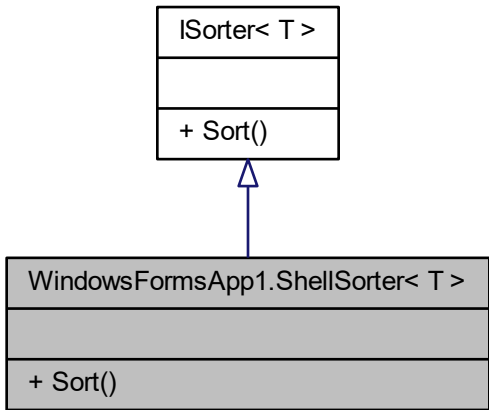 ISorter< T >
+ Sort()
WindowsFormsApp1.ShellSorter< T >
+ Sort()